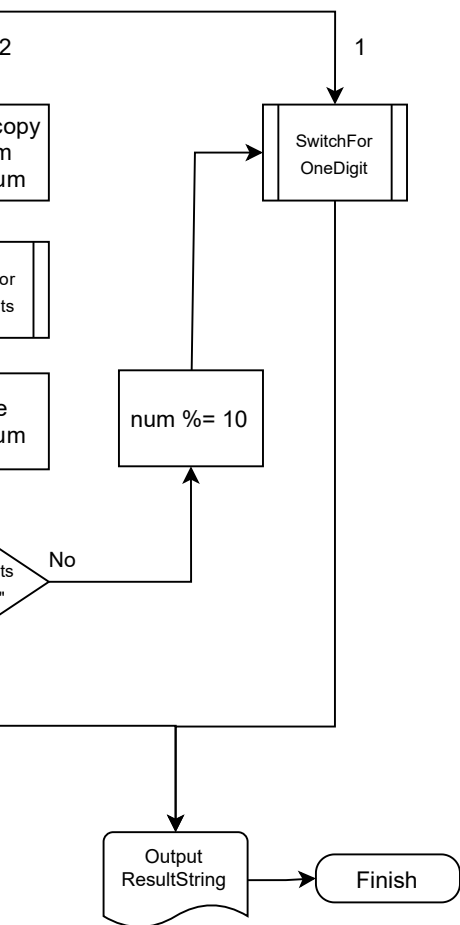 2
1
copy
m
um
SwitchFor
OneDigit
or
ts
e
um
num %= 10
No
ts
"
Output
ResultString
Finish